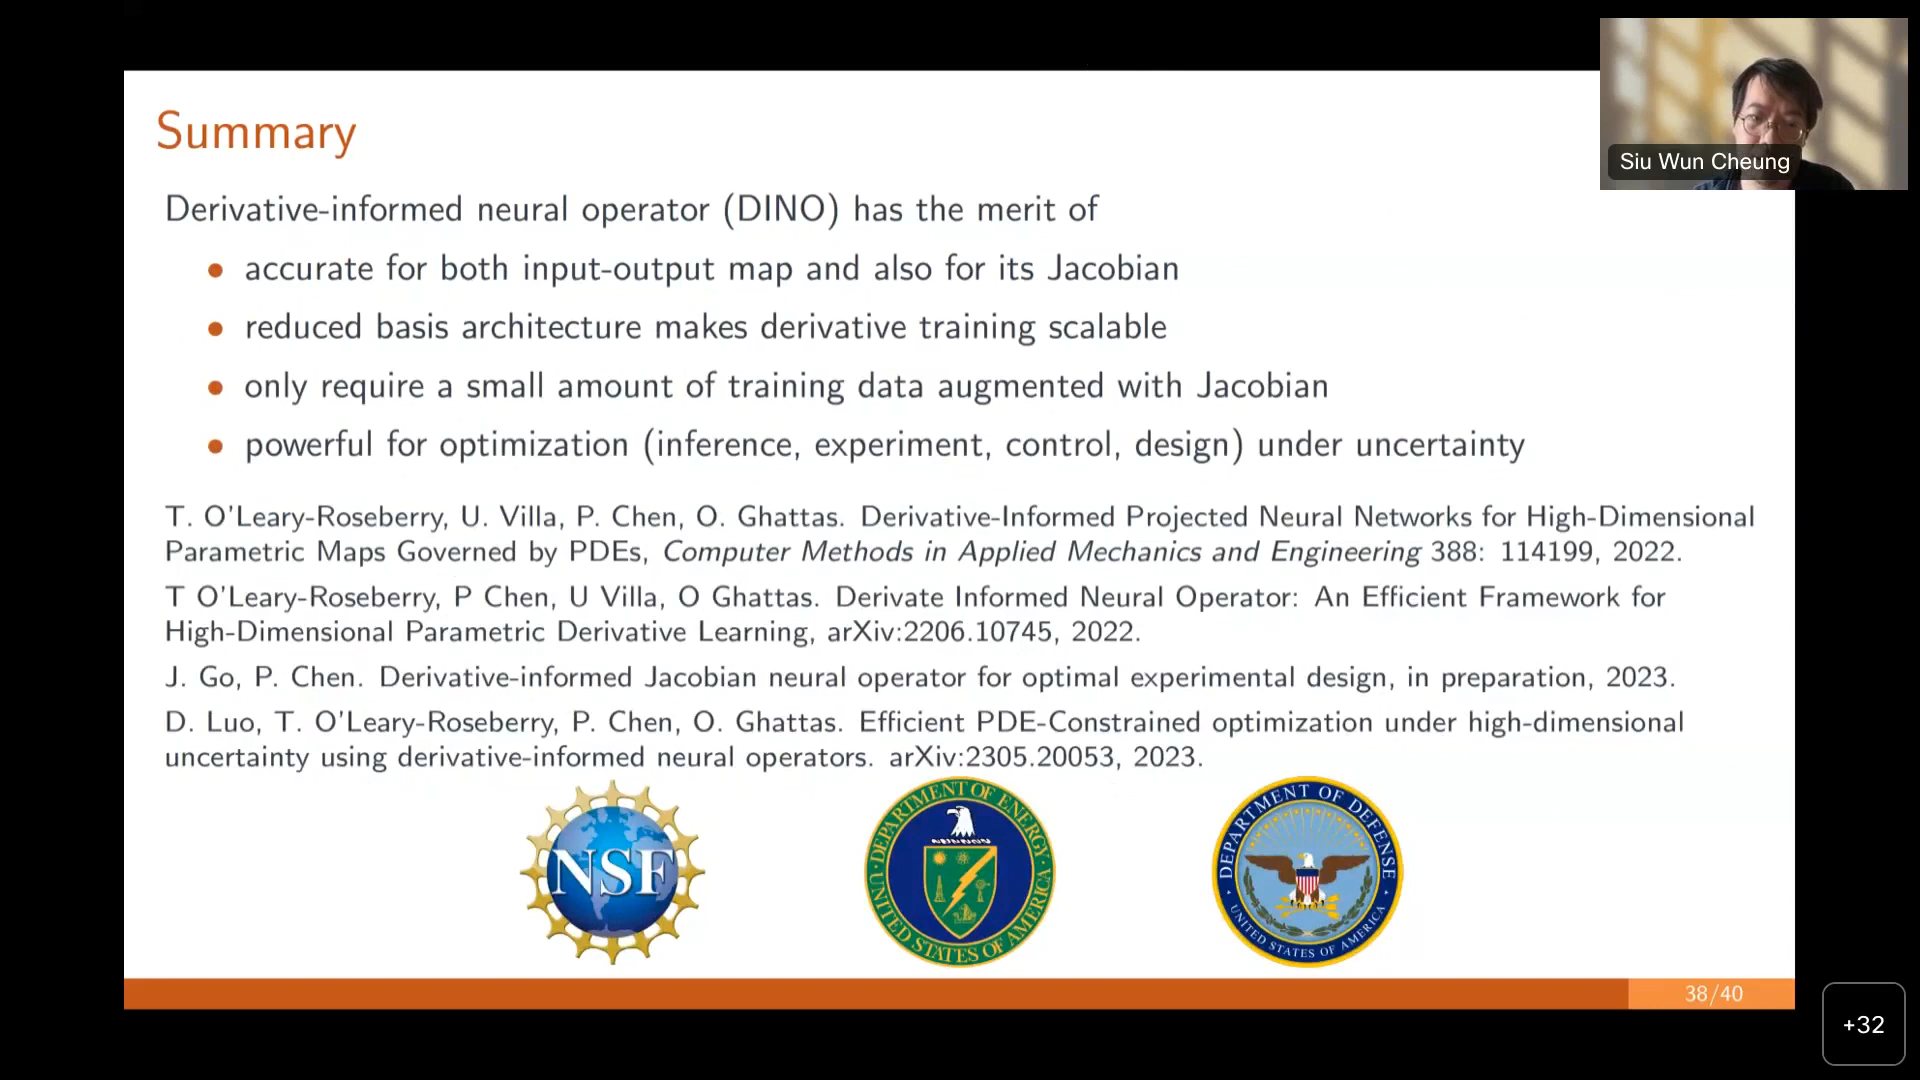 Summary
Siu Wun Cheung
Derivative-informed neural operator (DINO) has the merit of
• accurate for both input-output map and also for its Jacobian
• reduced basis architecture makes derivative training scalable
• only require a small amount of training data augmented with Jacobian
• powerful for optimization (inference, experiment, control, design) under uncertainty
T. O'Leary-Roseberry, U. Villa, P. Chen, O. Ghattas. Derivative-Informed Projected Neural Networks for High-Dimensional
Parametric Maps Governed by PDEs, Computer Methods in Applied Mechanics and Engineering 388: 114199, 2022.
T O'Leary-Roseberry, P Chen, U Villa, O Ghattas. Derivate Informed Neural Operator: An Efficient Framework for
High-Dimensional Parametric Derivative Learning, arXiv:2206.10745, 2022.
J. Go, P. Chen. Derivative-informed Jacobian neural operator for optimal experimental design, in preparation, 2023.
D. Luo, T. O'Leary-Roseberry, P. Chen, O. Ghattas. Efficient PDE-Constrained optimization under high-dimensional
uncertainty using derivative-informed neural operators. arXiv:2305.20053, 2023.
NSF
DEPARTMENT OF ENERGY
UNITED STATES OF AMERICA
DEPARTMENT OF DEFENSE
UNITED STATES OF AMERICA
38/40
+32